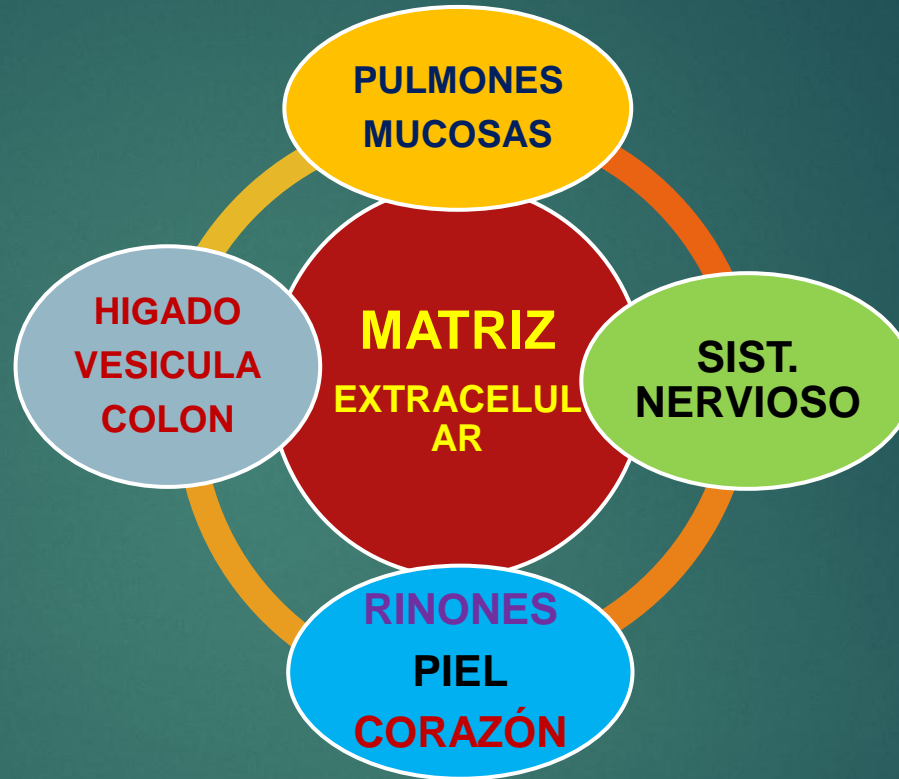 PULMONES
MUCOSAS
HIGADO
VESICULA
COLON
MATRIZ
EXTRACELUL
AR
SIST.
NERVIOSO
RINONES
PIEL
CORAZÓN